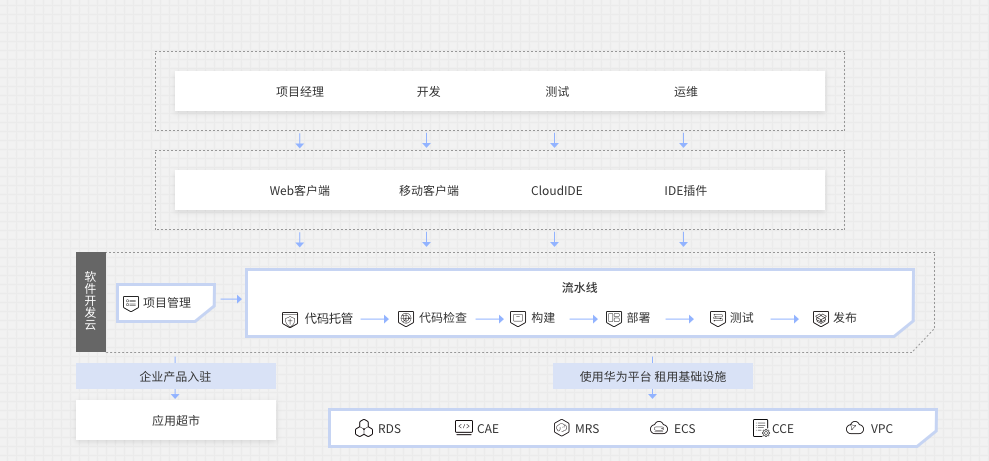 项目经理 开发 测试 运维
Web客户端 移动客户端 CloudIDE IDE插件
软件开发云
项目管理
流水线
代码托管 代码检查 构建 部署 测试 发布
企业产品入驻
使用华为平台 租用基础设施
应用超市
RDS CAE MRS ECS CCE VPC